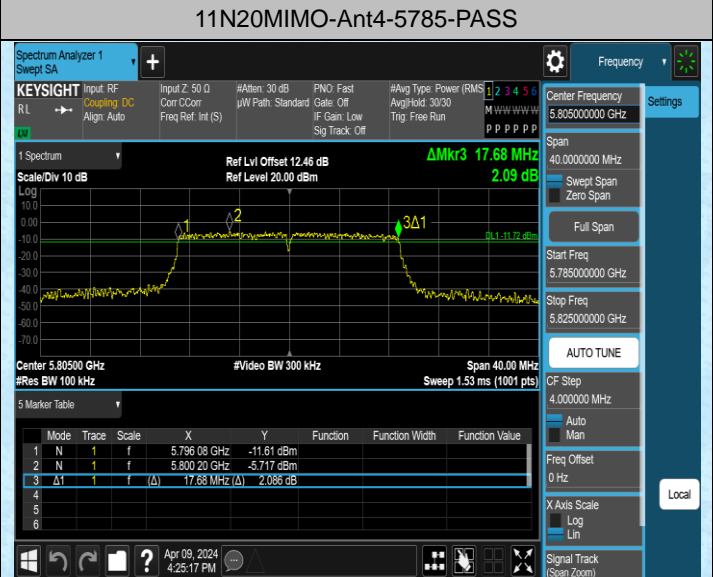 11N20MIMO-Ant4-5785-PASS
Spectrum Analyzer 1
Swept SA
+
Frequency
KEYSIGHT
RL
LXI
Input: RF
Coupling: DC
Align: Auto
Input Z: 50 Ω
Corr CCorr
Freq Ref: Int (S)
#Atten: 30 dB
µW Path: Standard
PNO: Fast
Gate: Off
IF Gain: Low
Sig Track: Off
#Avg Type: Power (RMS
Avg|Hold: 30/30
Trig: Free Run
1 2 3 4 5 6
M W W W W W
P P P P P P
1 Spectrum
Scale/Div 10 dB
Ref Lvl Offset 12.46 dB
Ref Level 20.00 dBm
ΔMkr3 17.68 MHz
2.09 dB
Log
10.0
0.00
-10.0
-20.0
-30.0
-40.0
-50.0
-60.0
-70.0
1
2
3Δ1
DL1 -11.72 dBm
Center 5.80500 GHz
#Res BW 100 kHz
#Video BW 300 kHz
Span 40.00 MHz
Sweep 1.53 ms (1001 pts)
5 Marker Table
Mode Trace Scale X Y Function Function Width Function Value
1 N 1 f 5.796 08 GHz -11.61 dBm
2 N 1 f 5.800 20 GHz -5.717 dBm
3 Δ1 1 f (Δ) 17.68 MHz (Δ) 2.086 dB
4
5
6
Center Frequency
5.805000000 GHz
Settings
Span
40.0000000 MHz
Swept Span
Zero Span
Full Span
Start Freq
5.785000000 GHz
Stop Freq
5.825000000 GHz
AUTO TUNE
CF Step
4.000000 MHz
Auto
Man
Freq Offset
0 Hz
X Axis Scale
Log
Lin
Local
Signal Track
(Span Zoom)
?
Apr 09, 2024
4:25:17 PM